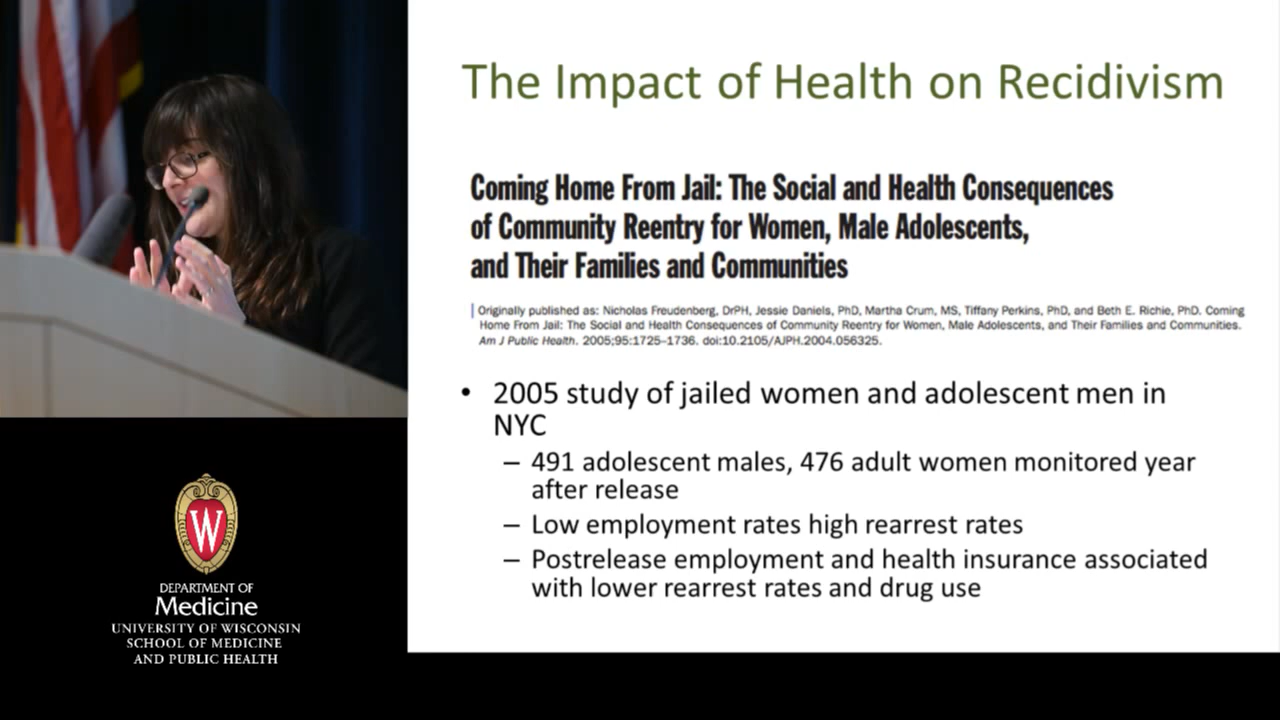 The Impact of Health on Recidivism
Coming Home From Jail: The Social and Health Consequences
of Community Reentry for Women, Male Adolescents,
and Their Families and Communities
Originally published as: Nicholas Freudenberg, DrPH, Jessie Daniels, PhD, Martha Crum, MS, Tiffany Perkins, PhD, and Beth E. Richie, PhD. Coming
Home From Jail: The Social and Health Consequences of Community Reentry for Women, Male Adolescents, and Their Families and Communities.
Am J Public Health. 2005;95:1725–1736. doi:10.2105/AJPH.2004.056325.
• 2005 study of jailed women and adolescent men in
NYC
– 491 adolescent males, 476 adult women monitored year
after release
– Low employment rates high rearrest rates
– Postrelease employment and health insurance associated
with lower rearrest rates and drug use
W
DEPARTMENT OF
Medicine
UNIVERSITY OF WISCONSIN
SCHOOL OF MEDICINE
AND PUBLIC HEALTH